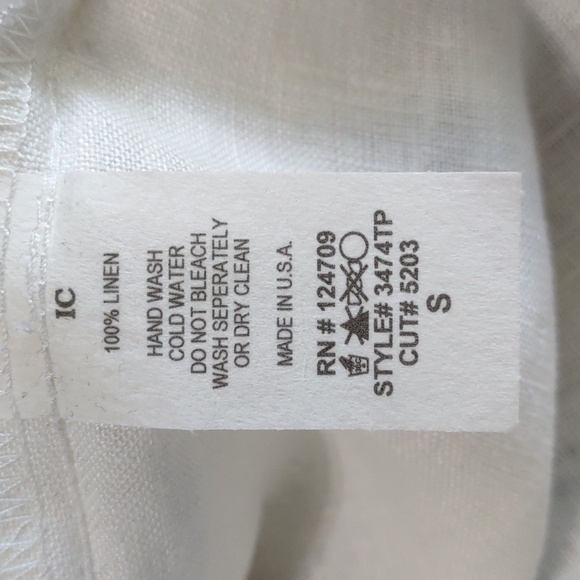 IC
100% LINEN
HAND WASH
COLD WATER
DO NOT BLEACH
WASH SEPERATELY
OR DRY CLEAN
MADE IN U.S.A.
RN # 124709
STYLE# 3474TP
CUT# 5203
S